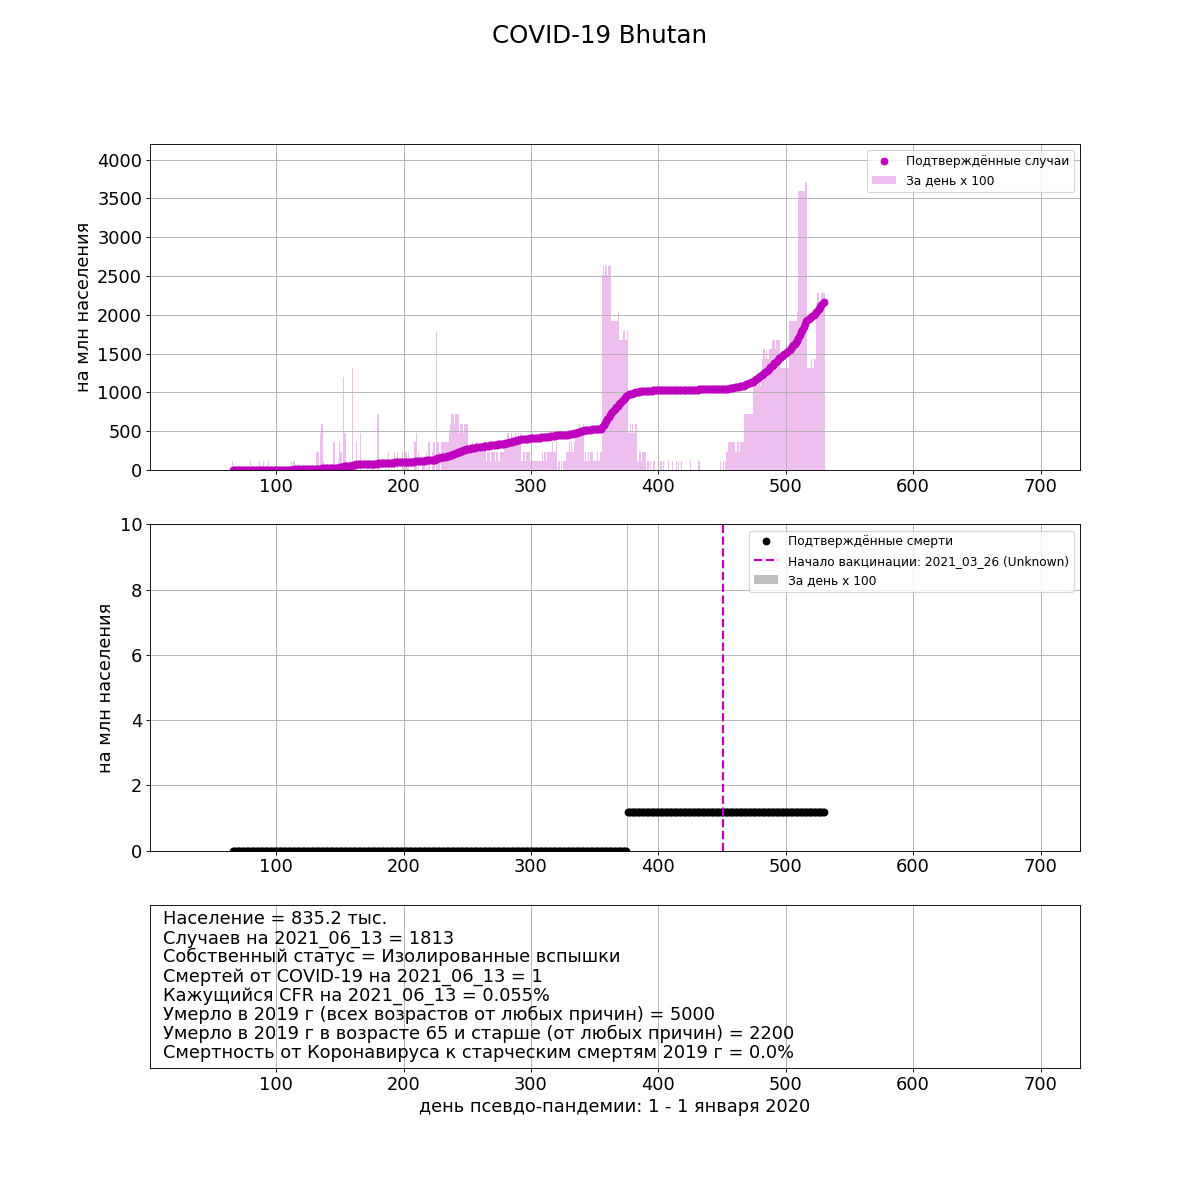 COVID-19 Bhutan
4000
3500
3000
2500
2000
1500
1000
500
0
на млн населения
Подтверждённые случаи
За день x 100
100 200 300 400 500 600 700
10
8
6
4
2
0
на млн населения
Подтверждённые смерти
Начало вакцинации: 2021_03_26 (Unknown)
За день x 100
100 200 300 400 500 600 700
Население = 835.2 тыс.
Случаев на 2021_06_13 = 1813
Собственный статус = Изолированные вспышки
Смертей от COVID-19 на 2021_06_13 = 1
Кажущийся CFR на 2021_06_13 = 0.055%
Умерло в 2019 г (всех возрастов от любых причин) = 5000
Умерло в 2019 г в возрасте 65 и старше (от любых причин) = 2200
Смертность от Коронавируса к старческим смертям 2019 г = 0.0%
100 200 300 400 500 600 700
день псевдо-пандемии: 1 - 1 января 2020